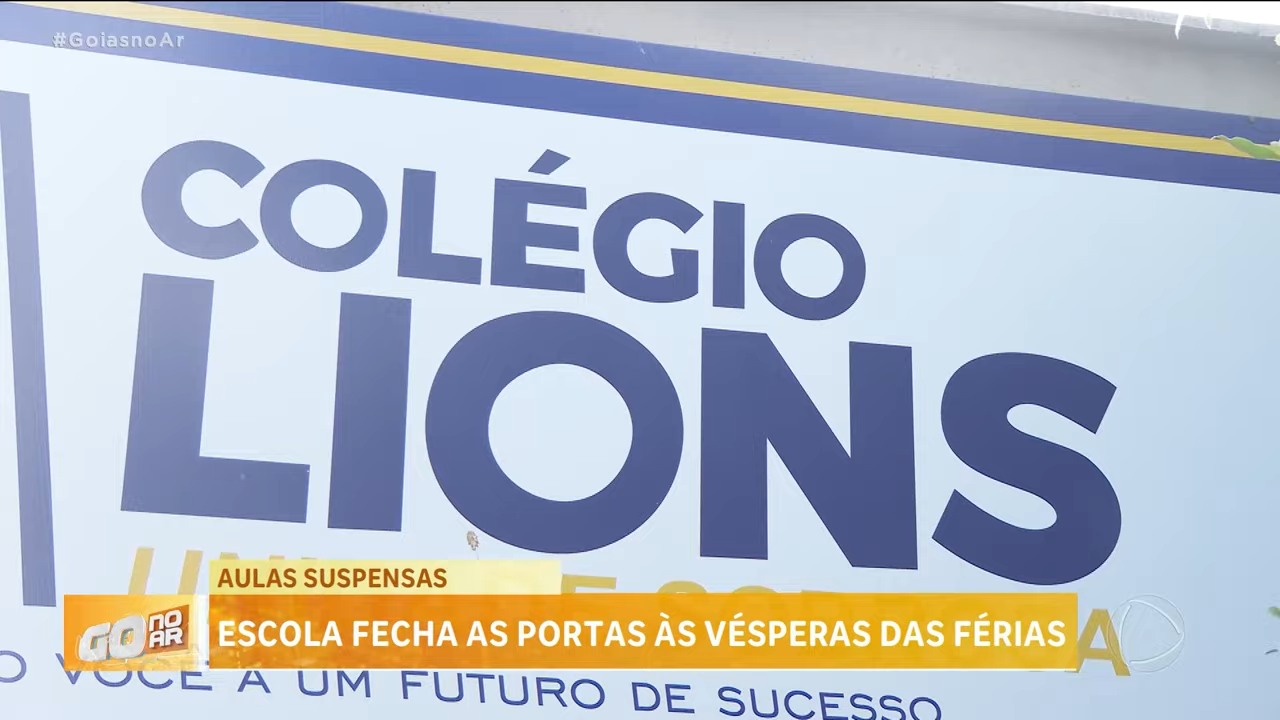 #GoiasnoAr
COLÉGIO
LIONS
AULAS SUSPENSAS
GO NO AR
ESCOLA FECHA AS PORTAS ÀS VÉSPERAS DAS FÉRIAS
O VOCÊ A UM FUTURO DE SUCESSO